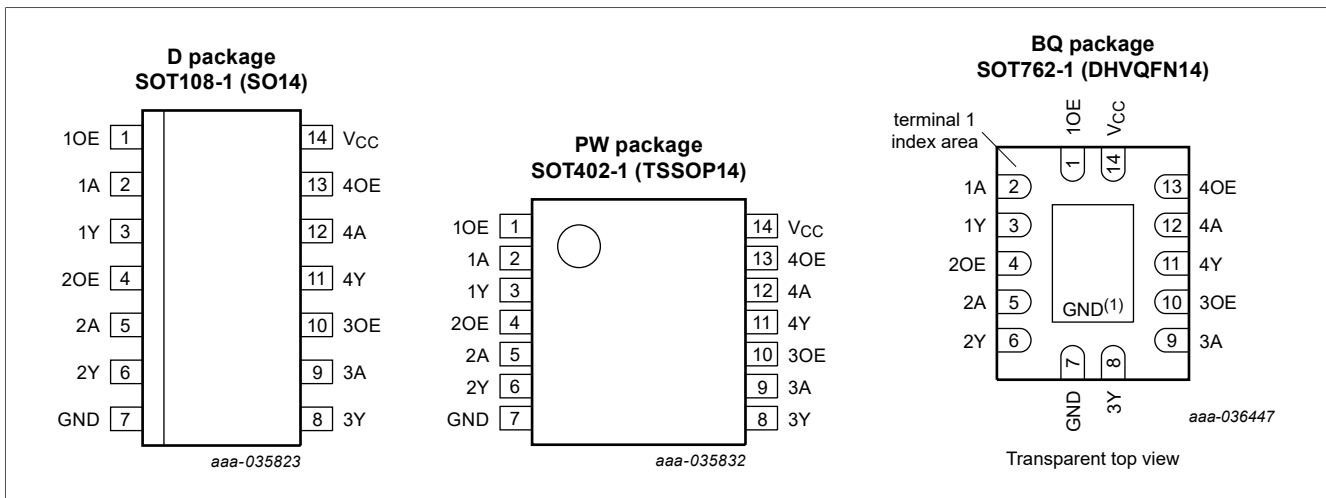 D package
SOT108-1 (SO14)
1OE 1
14 VCC
1A 2
13 4OE
1Y 3
12 4A
2OE 4
11 4Y
2A 5
10 3OE
2Y 6
9 3A
GND 7
8 3Y
aaa-035823
PW package
SOT402-1 (TSSOP14)
1OE 1
14 VCC
1A 2
13 4OE
1Y 3
12 4A
2OE 4
11 4Y
2A 5
10 3OE
2Y 6
9 3A
GND 7
8 3Y
aaa-035832
BQ package
SOT762-1 (DHVQFN14)
terminal 1
index area
1OE
VCC
1
14
1A 2
13 4OE
1Y 3
12 4A
2OE 4
11 4Y
2A 5
10 3OE
GND(1)
2Y 6
9 3A
7
8
GND
3Y
aaa-036447
Transparent top view